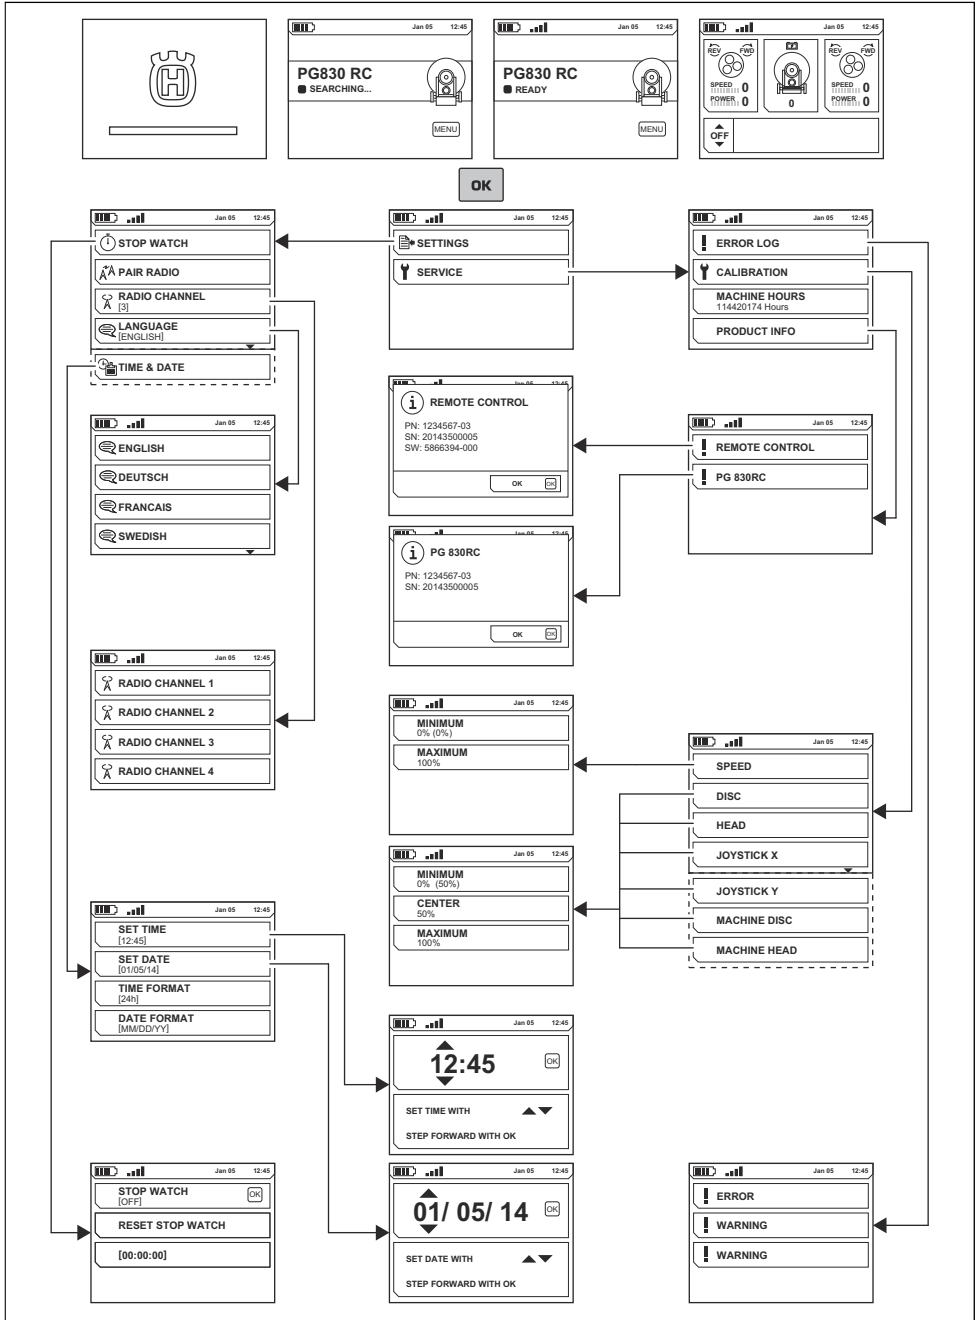 Jan 05 12:45
PG830 RC
SEARCHING...
MENU
Jan 05 12:45
PG830 RC
READY
MENU
Jan 05 12:45
REV FWD
SPEED 0
POWER 0
0
REV FWD
SPEED 0
POWER 0
OFF
OK
Jan 05 12:45
STOP WATCH
PAIR RADIO
RADIO CHANNEL
[3]
LANGUAGE
[ENGLISH]
TIME & DATE
Jan 05 12:45
SETTINGS
SERVICE
Jan 05 12:45
ERROR LOG
CALIBRATION
MACHINE HOURS
114420174 Hours
PRODUCT INFO
Jan 05 12:45
ENGLISH
DEUTSCH
FRANCAIS
SWEDISH
Jan 05 12:45
i REMOTE CONTROL
PN: 1234567-03
SN: 20143500005
SW: 5866394-000
OK OK
Jan 05 12:45
REMOTE CONTROL
PG 830RC
12:45
i PG 830RC
PN: 1234567-03
SN: 20143500005
OK OK
Jan 05 12:45
RADIO CHANNEL 1
RADIO CHANNEL 2
RADIO CHANNEL 3
RADIO CHANNEL 4
Jan 05 12:45
MINIMUM
0% (0%)
MAXIMUM
100%
Jan 05 12:45
SPEED
DISC
HEAD
JOYSTICK X
JOYSTICK Y
MACHINE DISC
MACHINE HEAD
Jan 05 12:45
MINIMUM
0% (50%)
CENTER
50%
MAXIMUM
100%
Jan 05 12:45
SET TIME
[12:45]
SET DATE
[01/05/14]
TIME FORMAT
[24h]
DATE FORMAT
[MM/DD/YY]
Jan 05 12:45
12:45 OK
SET TIME WITH
STEP FORWARD WITH OK
Jan 05 12:45
STOP WATCH
[OFF]
OK
RESET STOP WATCH
[00:00:00]
Jan 05 12:45
01/ 05/ 14 OK
SET DATE WITH
STEP FORWARD WITH OK
Jan 05 12:45
ERROR
WARNING
WARNING